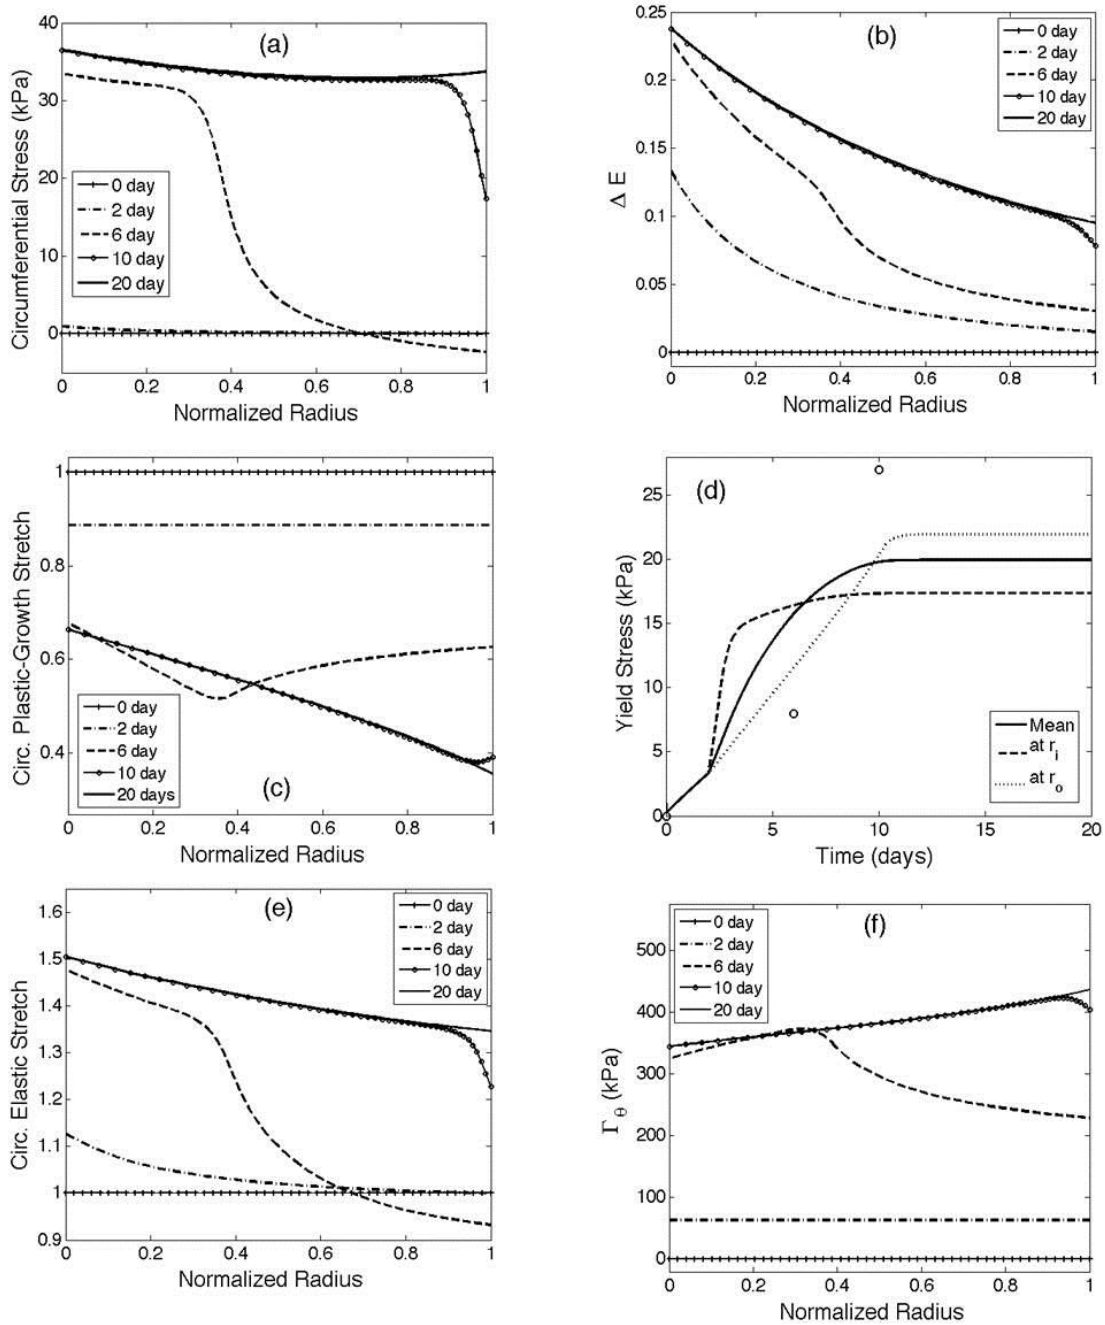 (a)
Circumferential Stress (kPa)
40
30
20
10
0
0 day
2 day
6 day
10 day
20 day
0 0.2 0.4 0.6 0.8 1
Normalized Radius
(b)
Δ E
0.25
0.2
0.15
0.1
0.05
0
0 day
2 day
6 day
10 day
20 day
0 0.2 0.4 0.6 0.8 1
Normalized Radius
(c)
Circ. Plastic-Growth Stretch
1
0.8
0.6
0.4
0 day
2 day
6 day
10 day
20 days
0 0.2 0.4 0.6 0.8 1
Normalized Radius
(d)
Yield Stress (kPa)
25
20
15
10
5
0
Mean
at r_i
at r_o
0 5 10 15 20
Time (days)
(e)
Circ. Elastic Stretch
1.6
1.5
1.4
1.3
1.2
1.1
1
0.9
0 day
2 day
6 day
10 day
20 day
0 0.2 0.4 0.6 0.8 1
Normalized Radius
(f)
Γ_θ (kPa)
500
400
300
200
100
0
0 day
2 day
6 day
10 day
20 day
0 0.2 0.4 0.6 0.8 1
Normalized Radius